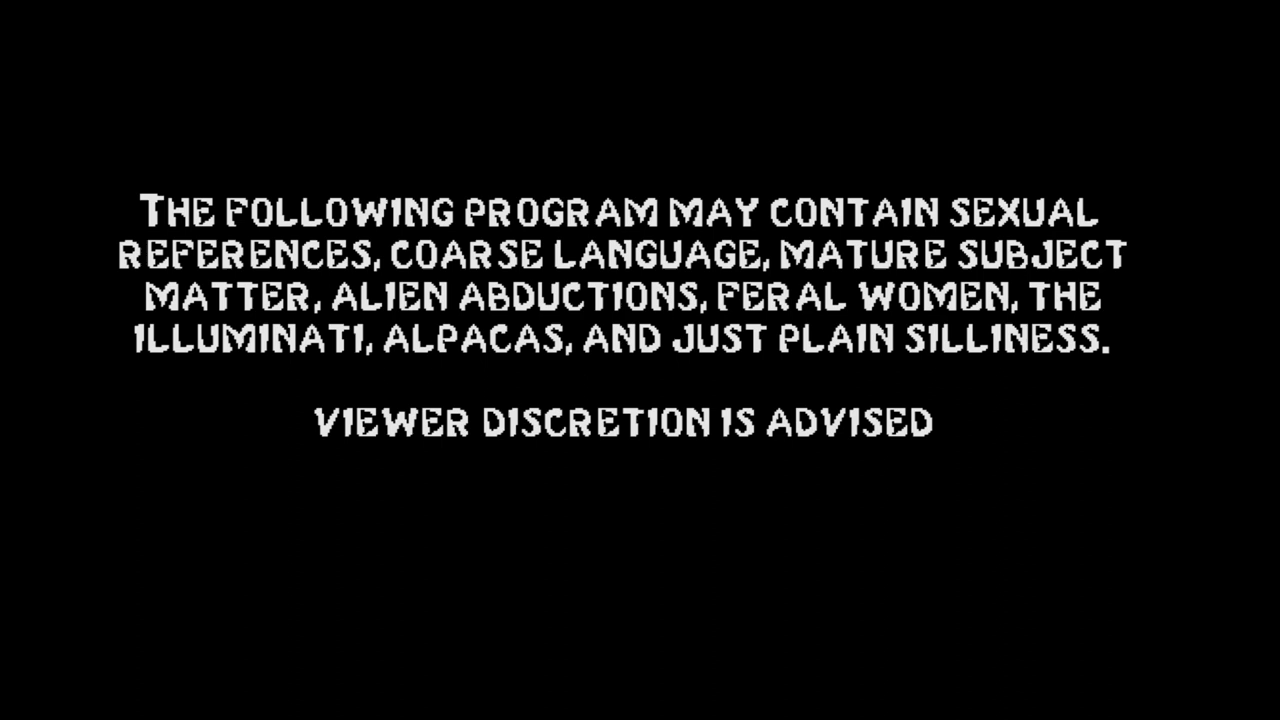 THE FOLLOWING PROGRAM MAY CONTAIN SEXUAL
REFERENCES, COARSE LANGUAGE, MATURE SUBJECT
MATTER, ALIEN ABDUCTIONS, FERAL WOMEN, THE
ILLUMINATI, ALPACAS, AND JUST PLAIN SILLINESS.
VIEWER DISCRETION IS ADVISED